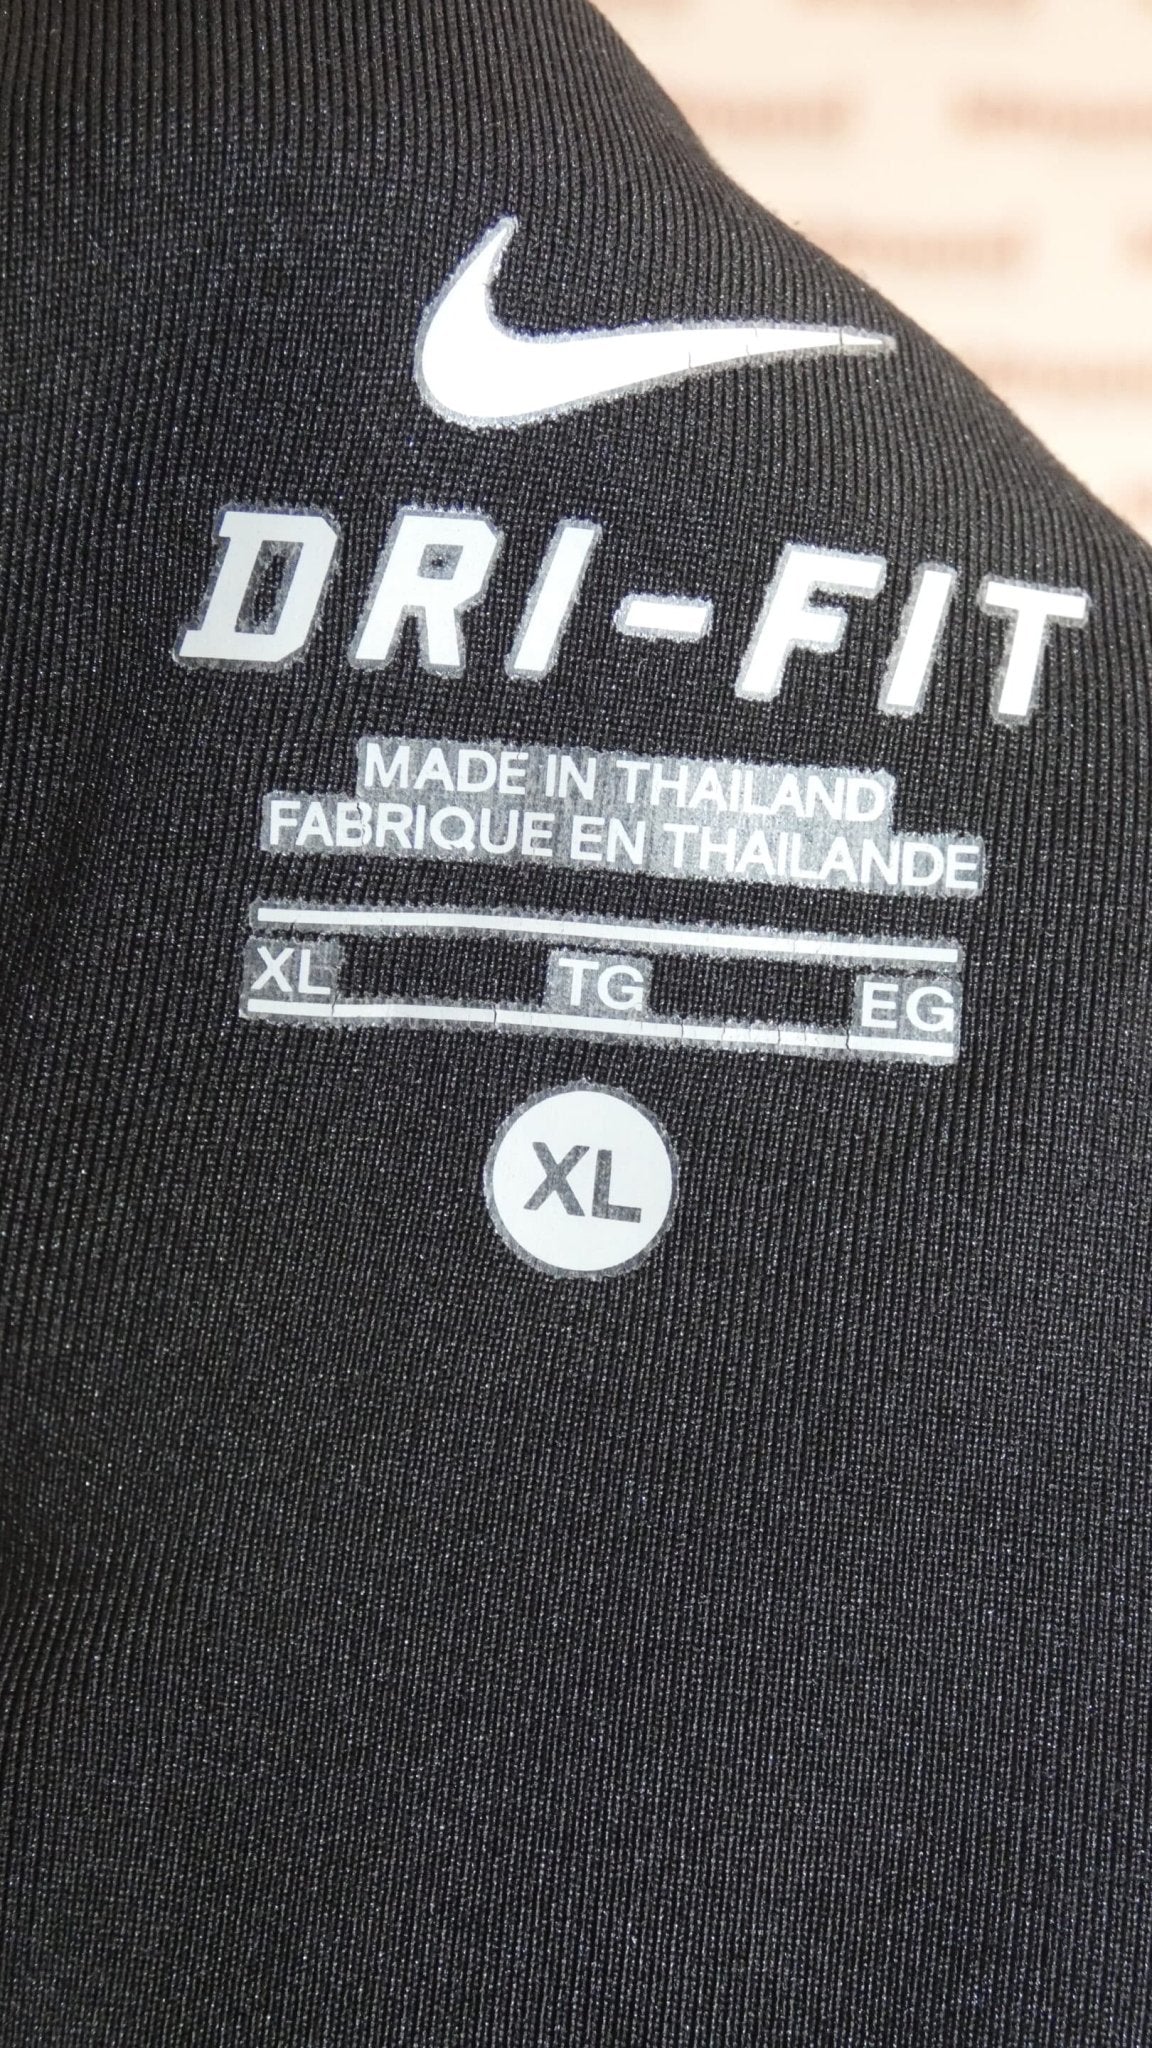 DRI-FIT
MADE IN THAILAND
FABRIQUE EN THAILANDE
XL TG EG
XL